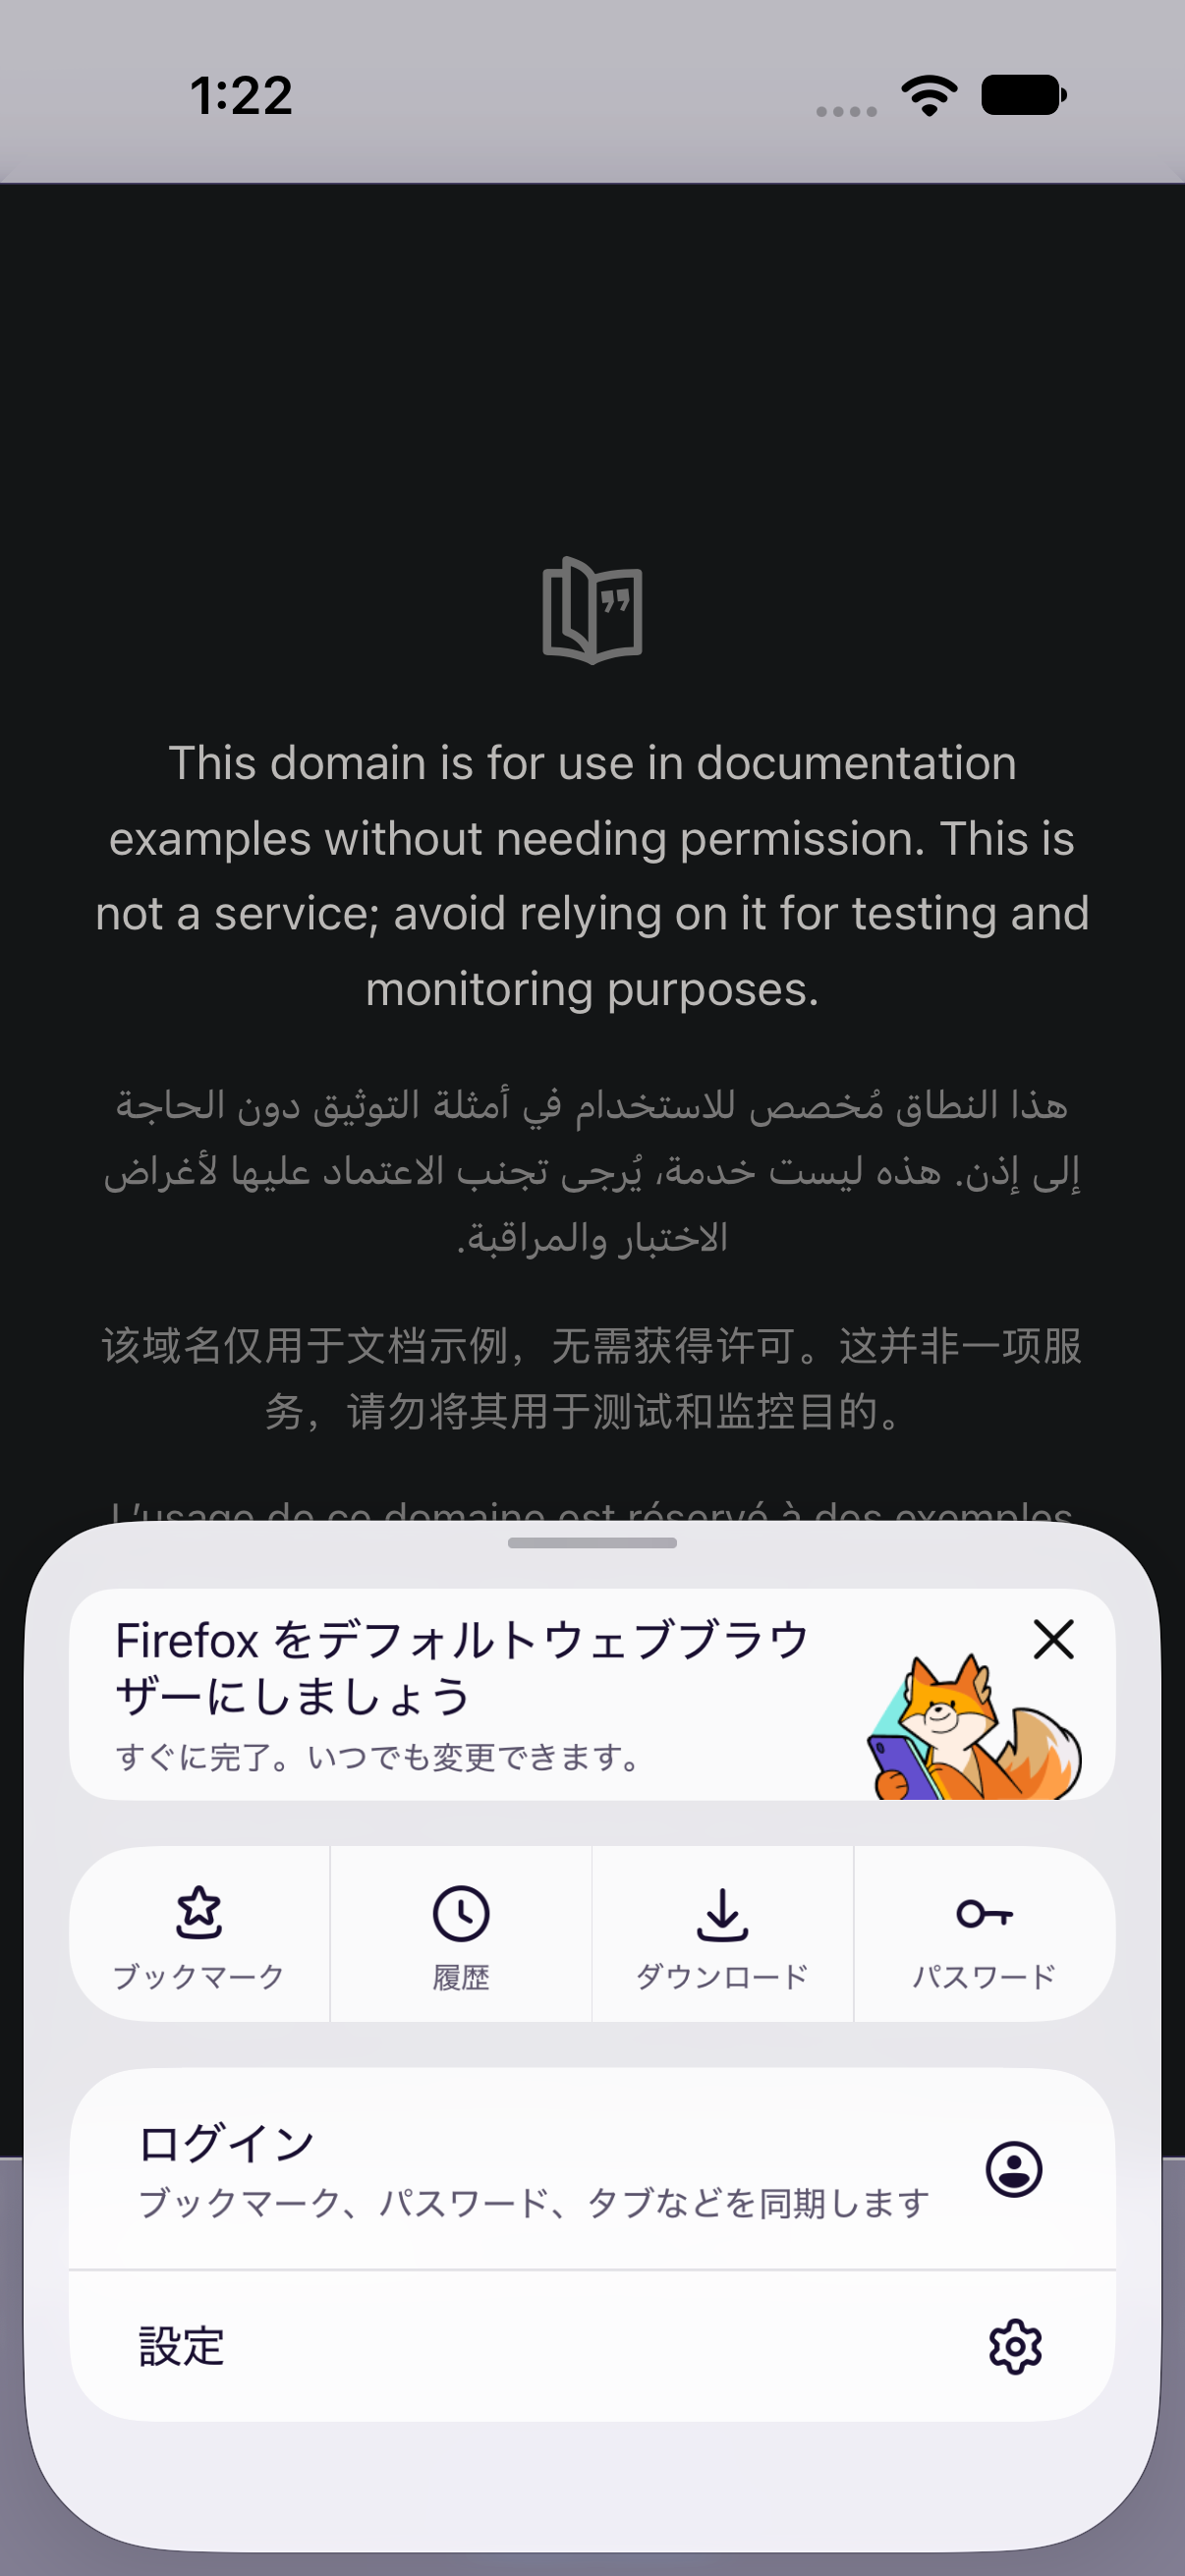 1:22
This domain is for use in documentation
examples without needing permission. This is
not a service; avoid relying on it for testing and
monitoring purposes.
هذا النطاق مُخصص للاستخدام في أمثلة التوثيق دون الحاجة
إلى إذن. هذه ليست خدمة، يُرجى تجنب الاعتماد عليها لأغراض
الاختبار والمراقبة.
该域名仅用于文档示例，无需获得许可。这并非一项服
务，请勿将其用于测试和监控目的。
L’usage de ce domaine est réservé à des exemples
Firefox をデフォルトウェブブラウ
ザーにしましょう
すぐに完了。いつでも変更できます。
ブックマーク
履歴
ダウンロード
パスワード
ログイン
ブックマーク、パスワード、タブなどを同期します
設定